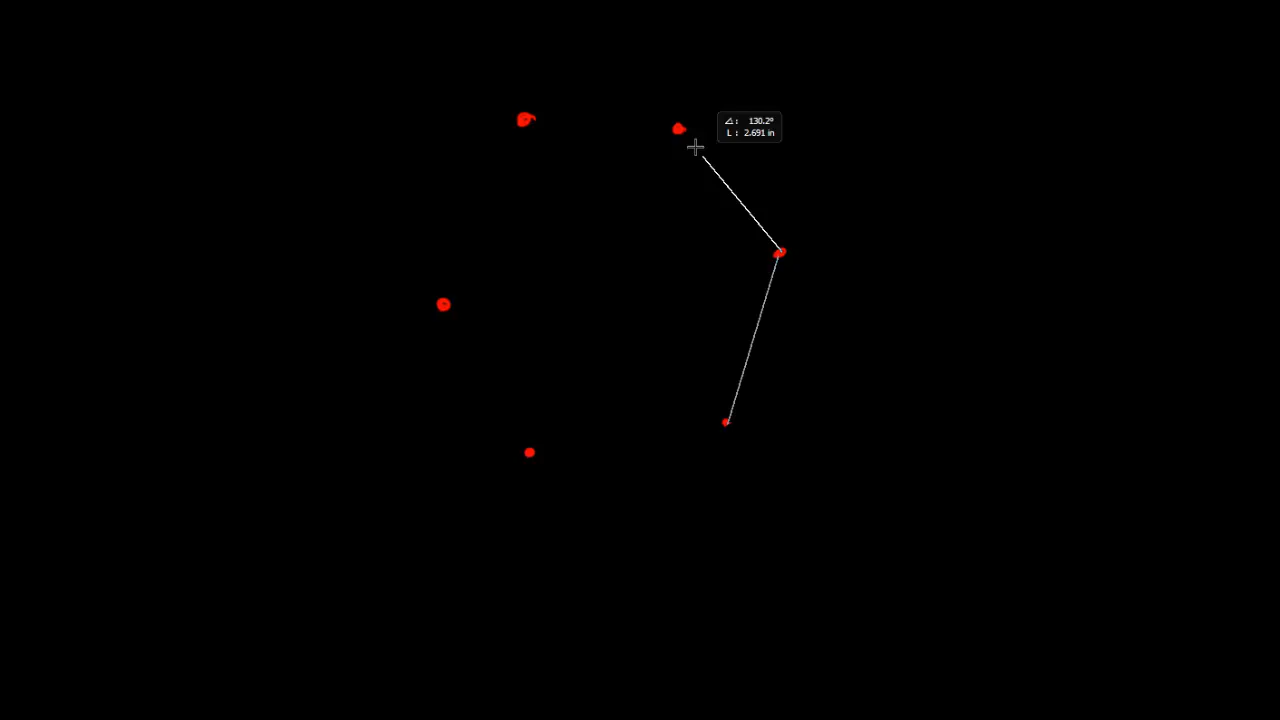 ⊿ : 130.2°
L : 2.691 in